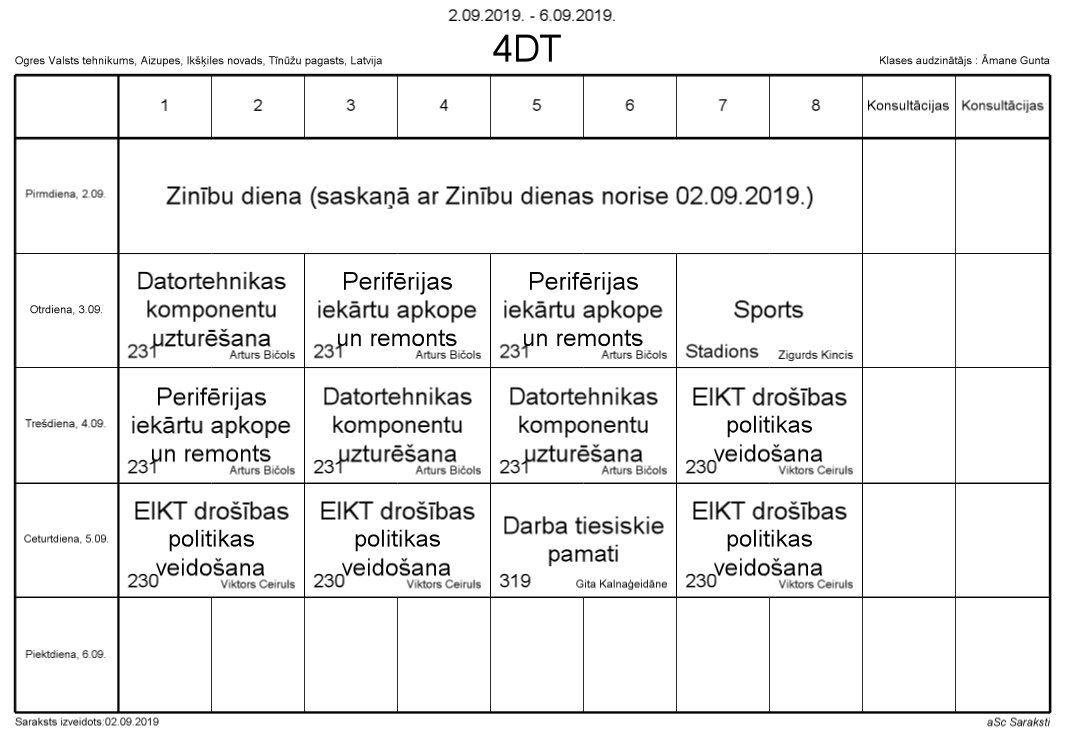 2.09.2019. - 6.09.2019.
4DT
Ogres Valsts tehnikums, Aizupes, Ikšķiles novads, Tīnūžu pagasts, Latvija
Klases audzinātājs : Āmane Gunta
1 2 3 4 5 6 7 8 Konsultācijas Konsultācijas
Pirmdiena, 2.09.
Zinību diena (saskaņā ar Zinību dienas norise 02.09.2019.)
Otrdiena, 3.09.
Datortehnikas
komponentu
uzturēšana
231 Arturs Bičols
Perifērijas
iekārtu apkope
un remonts
231 Arturs Bičols
Perifērijas
iekārtu apkope
un remonts
231 Arturs Bičols
Sports
Stadions Zigurds Kincis
Trešdiena, 4.09.
Perifērijas
iekārtu apkope
un remonts
231 Arturs Bičols
Datortehnikas
komponentu
uzturēšana
231 Arturs Bičols
Datortehnikas
komponentu
uzturēšana
231 Arturs Bičols
EIKT drošības
politikas
veidošana
230 Viktors Ceiruls
Ceturtdiena, 5.09.
EIKT drošības
politikas
veidošana
230 Viktors Ceiruls
EIKT drošības
politikas
veidošana
230 Viktors Ceiruls
Darba tiesiskie
pamati
319 Gita Kalnaģeidāne
EIKT drošības
politikas
veidošana
230 Viktors Ceiruls
Piektdiena, 6.09.
Saraksts izveidots:02.09.2019
aSc Saraksti